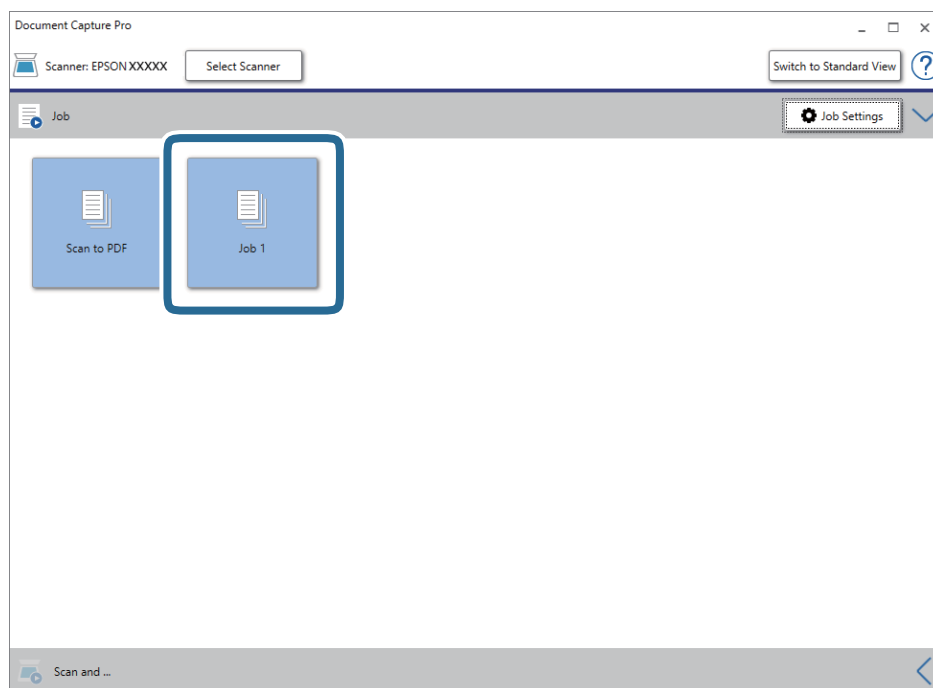 Document Capture Pro
Scanner: EPSON XXXXX
Select Scanner
Switch to Standard View
?
Job
Job Settings
Scan to PDF
Job 1
Scan and ...